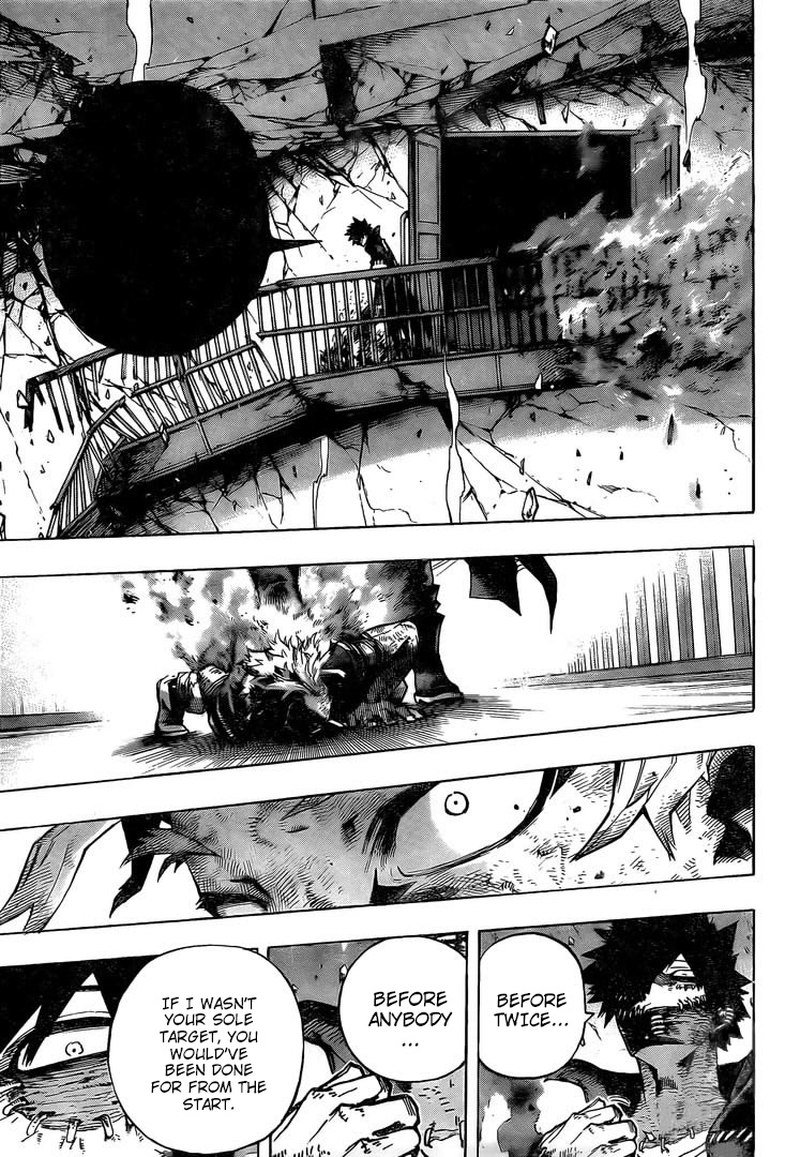 BEFORE
TWICE...
BEFORE
ANYBODY
...
IF I WASN'T
YOUR SOLE
TARGET, YOU
WOULD'VE
BEEN DONE
FOR FROM THE
START.